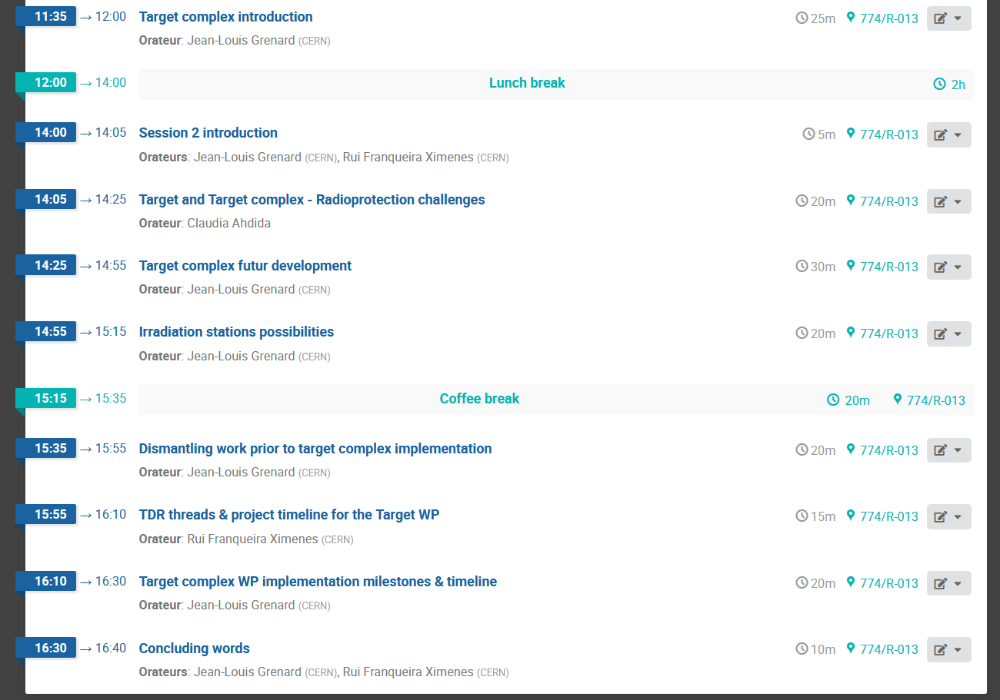 11:35 → 12:00 Target complex introduction 25m 774/R-013
Orateur: Jean-Louis Grenard (CERN)
12:00 → 14:00 Lunch break 2h
14:00 → 14:05 Session 2 introduction 5m 774/R-013
Orateurs: Jean-Louis Grenard (CERN), Rui Franqueira Ximenes (CERN)
14:05 → 14:25 Target and Target complex - Radioprotection challenges 20m 774/R-013
Orateur: Claudia Ahdida
14:25 → 14:55 Target complex futur development 30m 774/R-013
Orateur: Jean-Louis Grenard (CERN)
14:55 → 15:15 Irradiation stations possibilities 20m 774/R-013
Orateur: Jean-Louis Grenard (CERN)
15:15 → 15:35 Coffee break 20m 774/R-013
15:35 → 15:55 Dismantling work prior to target complex implementation 20m 774/R-013
Orateur: Jean-Louis Grenard (CERN)
15:55 → 16:10 TDR threads & project timeline for the Target WP 15m 774/R-013
Orateur: Rui Franqueira Ximenes (CERN)
16:10 → 16:30 Target complex WP implementation milestones & timeline 20m 774/R-013
Orateur: Jean-Louis Grenard (CERN)
16:30 → 16:40 Concluding words 10m 774/R-013
Orateurs: Jean-Louis Grenard (CERN), Rui Franqueira Ximenes (CERN)